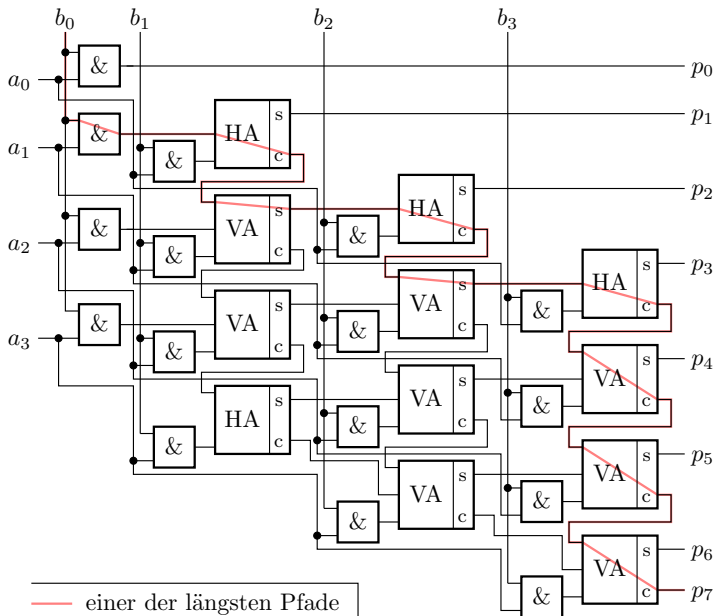 b0 b1 b2 b3
a0 & p0
a1 & & HA s c p1
a2 & & VA s c & HA s c p2
a3 & & VA s c & VA s c & HA s c p3
& HA s c & VA s c & VA s c p4
& VA s c & VA s c p5
& VA s c p6
p7
einer der längsten Pfade